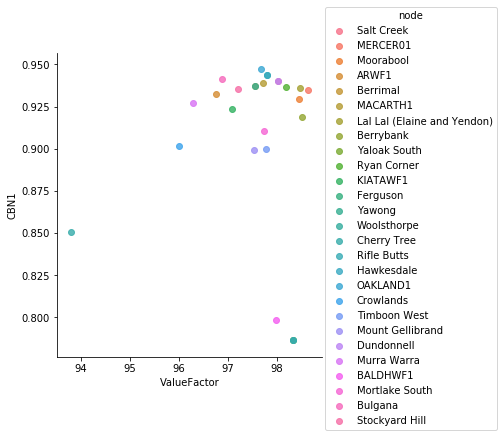 node
Salt Creek
MERCER01
Moorabool
ARWF1
Berrimal
MACARTH1
Lal Lal (Elaine and Yendon)
Berrybank
Yaloak South
Ryan Corner
KIATAWF1
Ferguson
Yawong
Woolsthorpe
Cherry Tree
Rifle Butts
Hawkesdale
OAKLAND1
Crowlands
Timboon West
Mount Gellibrand
Dundonnell
Murra Warra
BALDHWF1
Mortlake South
Bulgana
Stockyard Hill
CBN1
0.950
0.925
0.900
0.875
0.850
0.825
0.800
94 95 96 97 98
ValueFactor